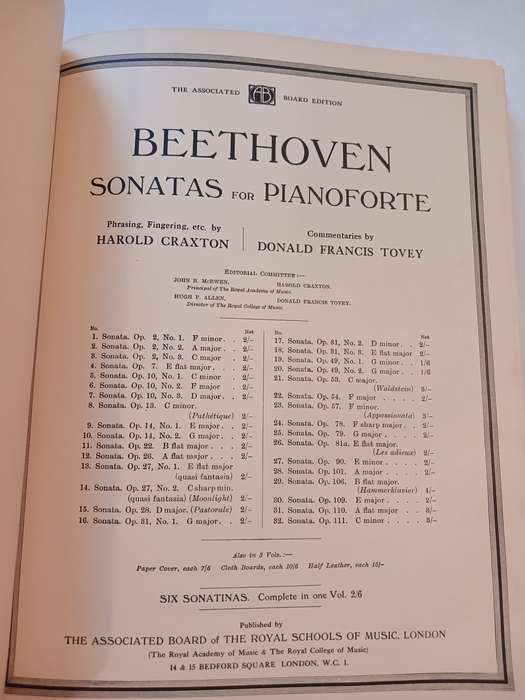 THE ASSOCIATED AB BOARD EDITION
BEETHOVEN
SONATAS FOR PIANOFORTE
Phrasing, Fingering, etc. by
HAROLD CRAXTON
Commentaries by
DONALD FRANCIS TOVEY
EDITORIAL COMMITTEE:—
JOHN B. McEWEN,
Principal of The Royal Academy of Music.
HUGH P. ALLEN,
Director of The Royal College of Music.
HAROLD CRAXTON.
DONALD FRANCIS TOVEY.
No. Net
1. Sonata. Op. 2, No. 1. F minor. . 2/-
2. Sonata. Op. 2, No. 2. A major. . 2/-
3. Sonata. Op. 2, No. 3. C major 2/-
4. Sonata. Op. 7. E flat major. . . 2/-
5. Sonata. Op. 10, No. 1. C minor . 2/-
6. Sonata. Op. 10, No. 2. F major . 2/-
7. Sonata. Op. 10, No. 3. D major. . 2/-
8. Sonata. Op. 13. C minor.
(Pathétique) 2/-
9. Sonata. Op. 14, No. 1. E major. . 2/-
10. Sonata. Op. 14, No. 2. G major. . 2/-
11. Sonata. Op. 22. B flat major. . . 2/-
12. Sonata. Op. 26. A flat major. . . 2/-
13. Sonata. Op. 27, No. 1. E flat major
(quasi fantasia) 2/-
14. Sonata. Op. 27, No. 2. C sharp min.
(quasi fantasia) (Moonlight) 2/-
15. Sonata. Op. 28. D major. (Pastorale) 2/-
16. Sonata. Op. 31, No. 1. G major. . 2/-
No. Net
17. Sonata. Op. 31, No. 2. D minor. . 2/-
18. Sonata. Op. 31, No. 3. E flat major 2/-
19. Sonata. Op. 49, No. 1. G minor . . 1/6
20. Sonata. Op. 49, No. 2. G major . . 1/6
21. Sonata. Op. 53. C major.
(Waldstein) 3/-
22. Sonata. Op. 54. F major . . . . 2/-
23. Sonata. Op. 57. F minor.
(Appassionata) 3/-
24. Sonata. Op. 78. F sharp major. . 2/-
25. Sonata. Op. 79. G major . . . . 2/-
26. Sonata. Op. 81a. E flat major.
(Les adieux) 2/-
27. Sonata. Op. 90. E minor . . . . 2/-
28. Sonata. Op. 101. A major . . . . 2/-
29. Sonata. Op. 106. B flat major.
(Hammerklavier) 4/-
30. Sonata. Op. 109. E major . . . . 2/-
31. Sonata. Op. 110. A flat major . . 3/-
32. Sonata. Op. 111. C minor . . . . 3/-
Also in 3 Vols.:—
Paper Cover, each 7/6 Cloth Boards, each 10/6 Half Leather, each 15/-
SIX SONATINAS. Complete in one Vol. 2/6
Published by
THE ASSOCIATED BOARD OF THE ROYAL SCHOOLS OF MUSIC, LONDON
(The Royal Academy of Music & The Royal College of Music)
14 & 15 BEDFORD SQUARE LONDON, W.C. 1.